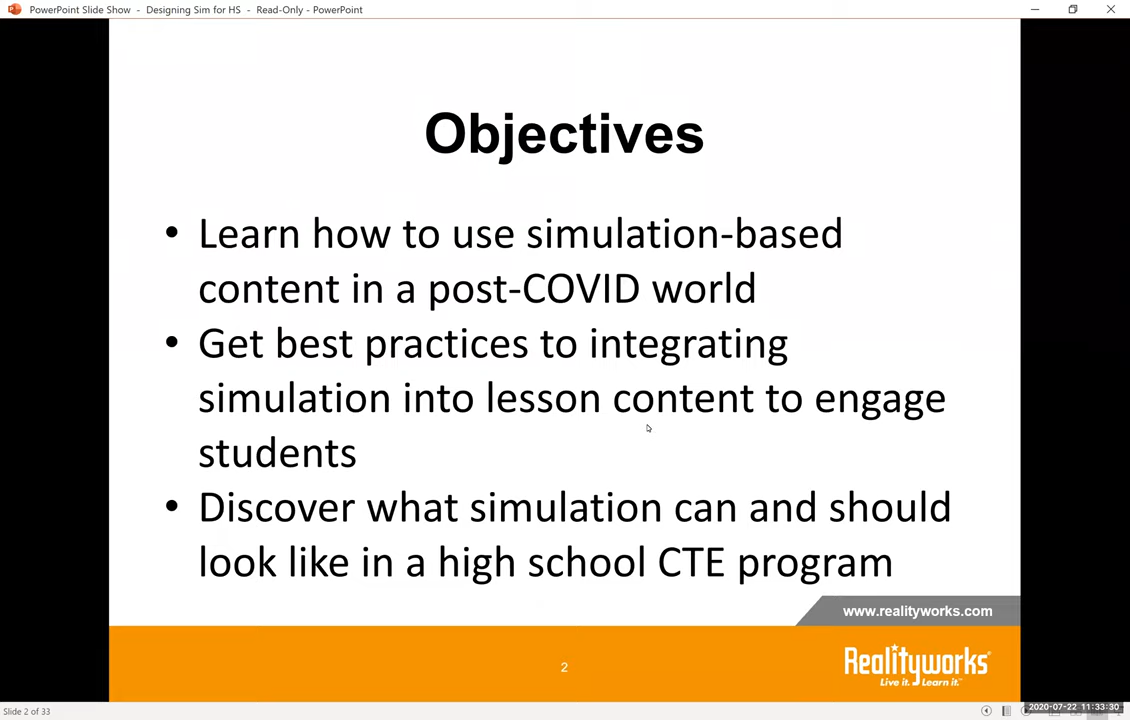 PowerPoint Slide Show - Designing Sim for HS - Read-Only - PowerPoint
Objectives
• Learn how to use simulation-based
content in a post-COVID world
• Get best practices to integrating
simulation into lesson content to engage
students
• Discover what simulation can and should
look like in a high school CTE program
www.realityworks.com
2
Realityworks®
Live it. Learn it.™
Slide 2 of 33
2020-07-22 11:33:30